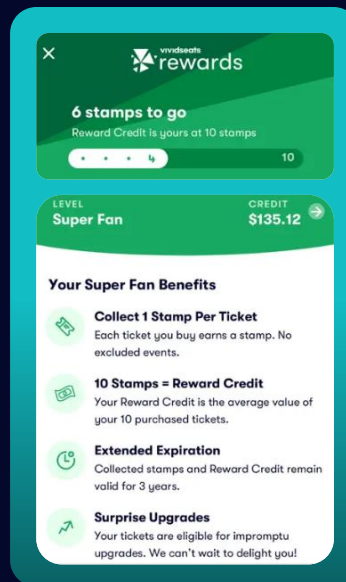 vividseats
rewards
6 stamps to go
Reward Credit is yours at 10 stamps
4 10
LEVEL CREDIT
Super Fan $135.12
Your Super Fan Benefits
Collect 1 Stamp Per Ticket
Each ticket you buy earns a stamp. No
excluded events.
10 Stamps = Reward Credit
Your Reward Credit is the average value of
your 10 purchased tickets.
Extended Expiration
Collected stamps and Reward Credit remain
valid for 3 years.
Surprise Upgrades
Your tickets are eligible for impromptu
upgrades. We can't wait to delight you!